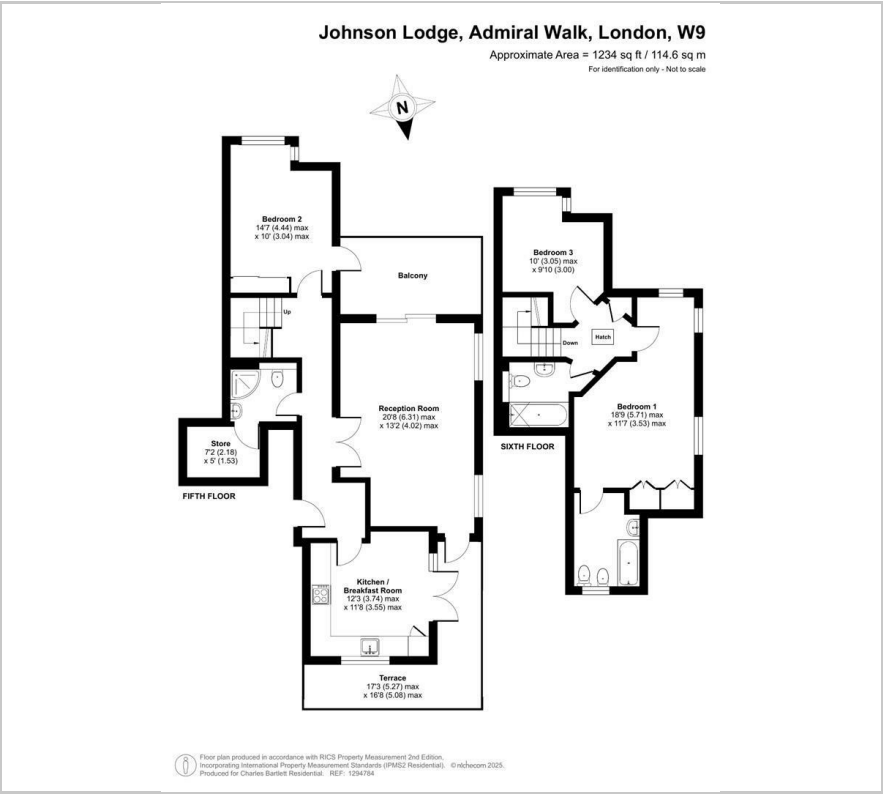 Johnson Lodge, Admiral Walk, London, W9
Approximate Area = 1234 sq ft / 114.6 sq m
For identification only - Not to scale
N
Bedroom 2
14'7 (4.44) max
x 10' (3.04) max
Balcony
Up
Reception Room
20'8 (6.31) max
x 13'2 (4.02) max
Store
7'2 (2.18)
x 5' (1.53)
FIFTH FLOOR
Kitchen /
Breakfast Room
12'3 (3.74) max
x 11'8 (3.55) max
Terrace
17'3 (5.27) max
x 16'8 (5.08) max
Bedroom 3
10' (3.05) max
x 9'10 (3.00)
Down
Hatch
Bedroom 1
18'9 (5.71) max
x 11'7 (3.53) max
SIXTH FLOOR
Floor plan produced in accordance with RICS Property Measurement 2nd Edition,
Incorporating International Property Measurement Standards (IPMS2 Residential). © nichecom 2025.
Produced for Charles Bartlett Residential. REF: 1294784